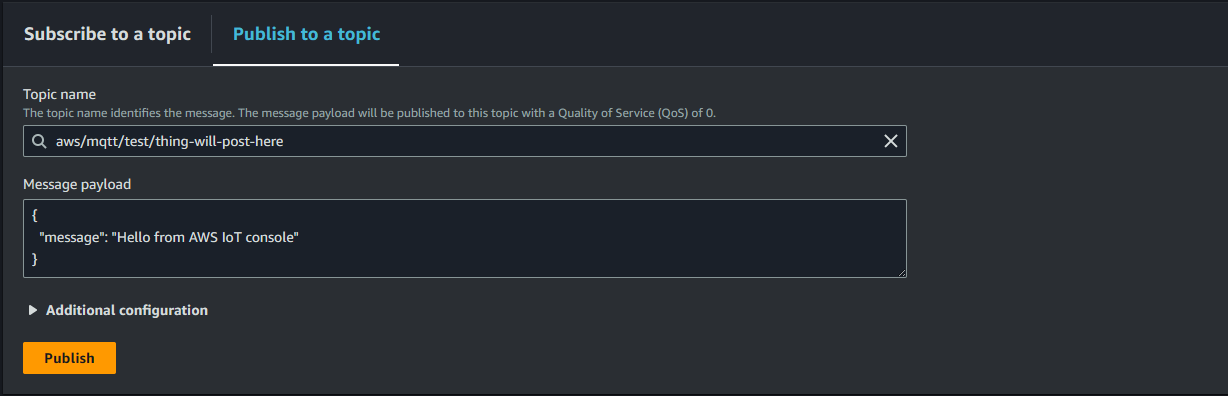 Subscribe to a topic
Publish to a topic
Topic name
The topic name identifies the message. The message payload will be published to this topic with a Quality of Service (QoS) of 0.
aws/mqtt/test/thing-will-post-here
Message payload
{
  "message": "Hello from AWS IoT console"
}
Additional configuration
Publish